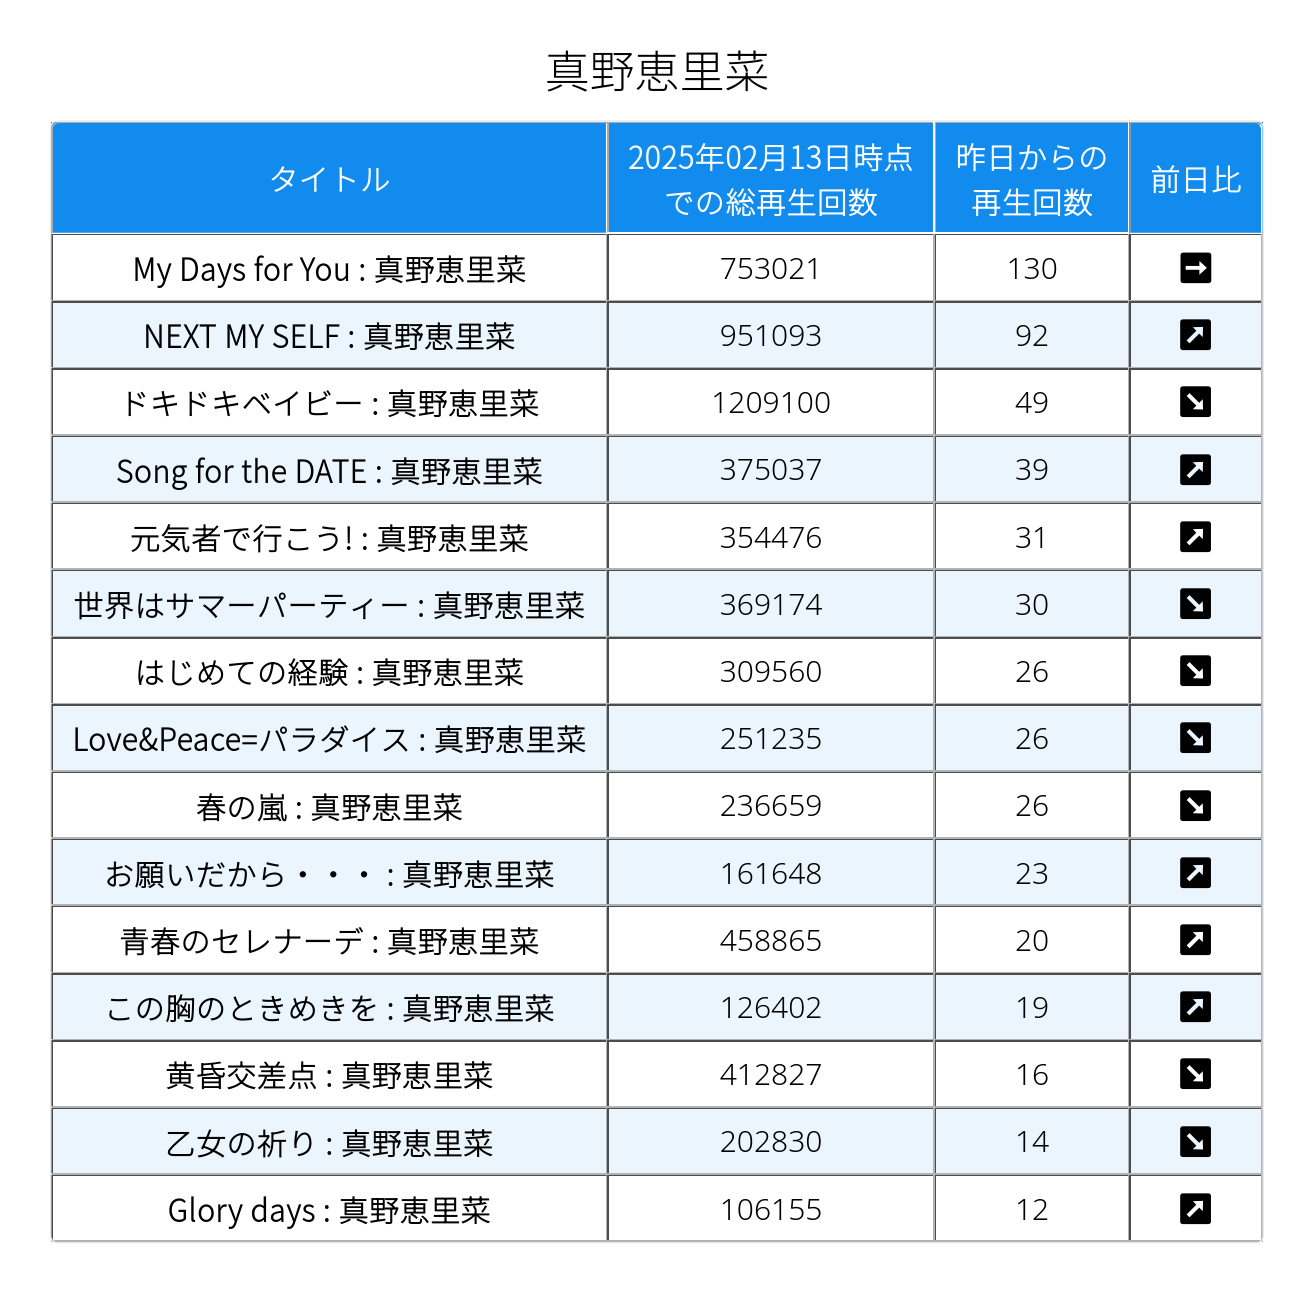 真野恵里菜
タイトル 2025年02月13日時点での総再生回数 昨日からの再生回数 前日比
My Days for You : 真野恵里菜 753021 130 ➡
NEXT MY SELF : 真野恵里菜 951093 92 ↗
ドキドキベイビー : 真野恵里菜 1209100 49 ↘
Song for the DATE : 真野恵里菜 375037 39 ↗
元気者で行こう! : 真野恵里菜 354476 31 ↗
世界はサマーパーティー : 真野恵里菜 369174 30 ↘
はじめての経験 : 真野恵里菜 309560 26 ↘
Love&Peace=パラダイス : 真野恵里菜 251235 26 ↘
春の嵐 : 真野恵里菜 236659 26 ↘
お願いだから・・・ : 真野恵里菜 161648 23 ↗
青春のセレナーデ : 真野恵里菜 458865 20 ↗
この胸のときめきを : 真野恵里菜 126402 19 ↗
黄昏交差点 : 真野恵里菜 412827 16 ↘
乙女の祈り : 真野恵里菜 202830 14 ↘
Glory days : 真野恵里菜 106155 12 ↗